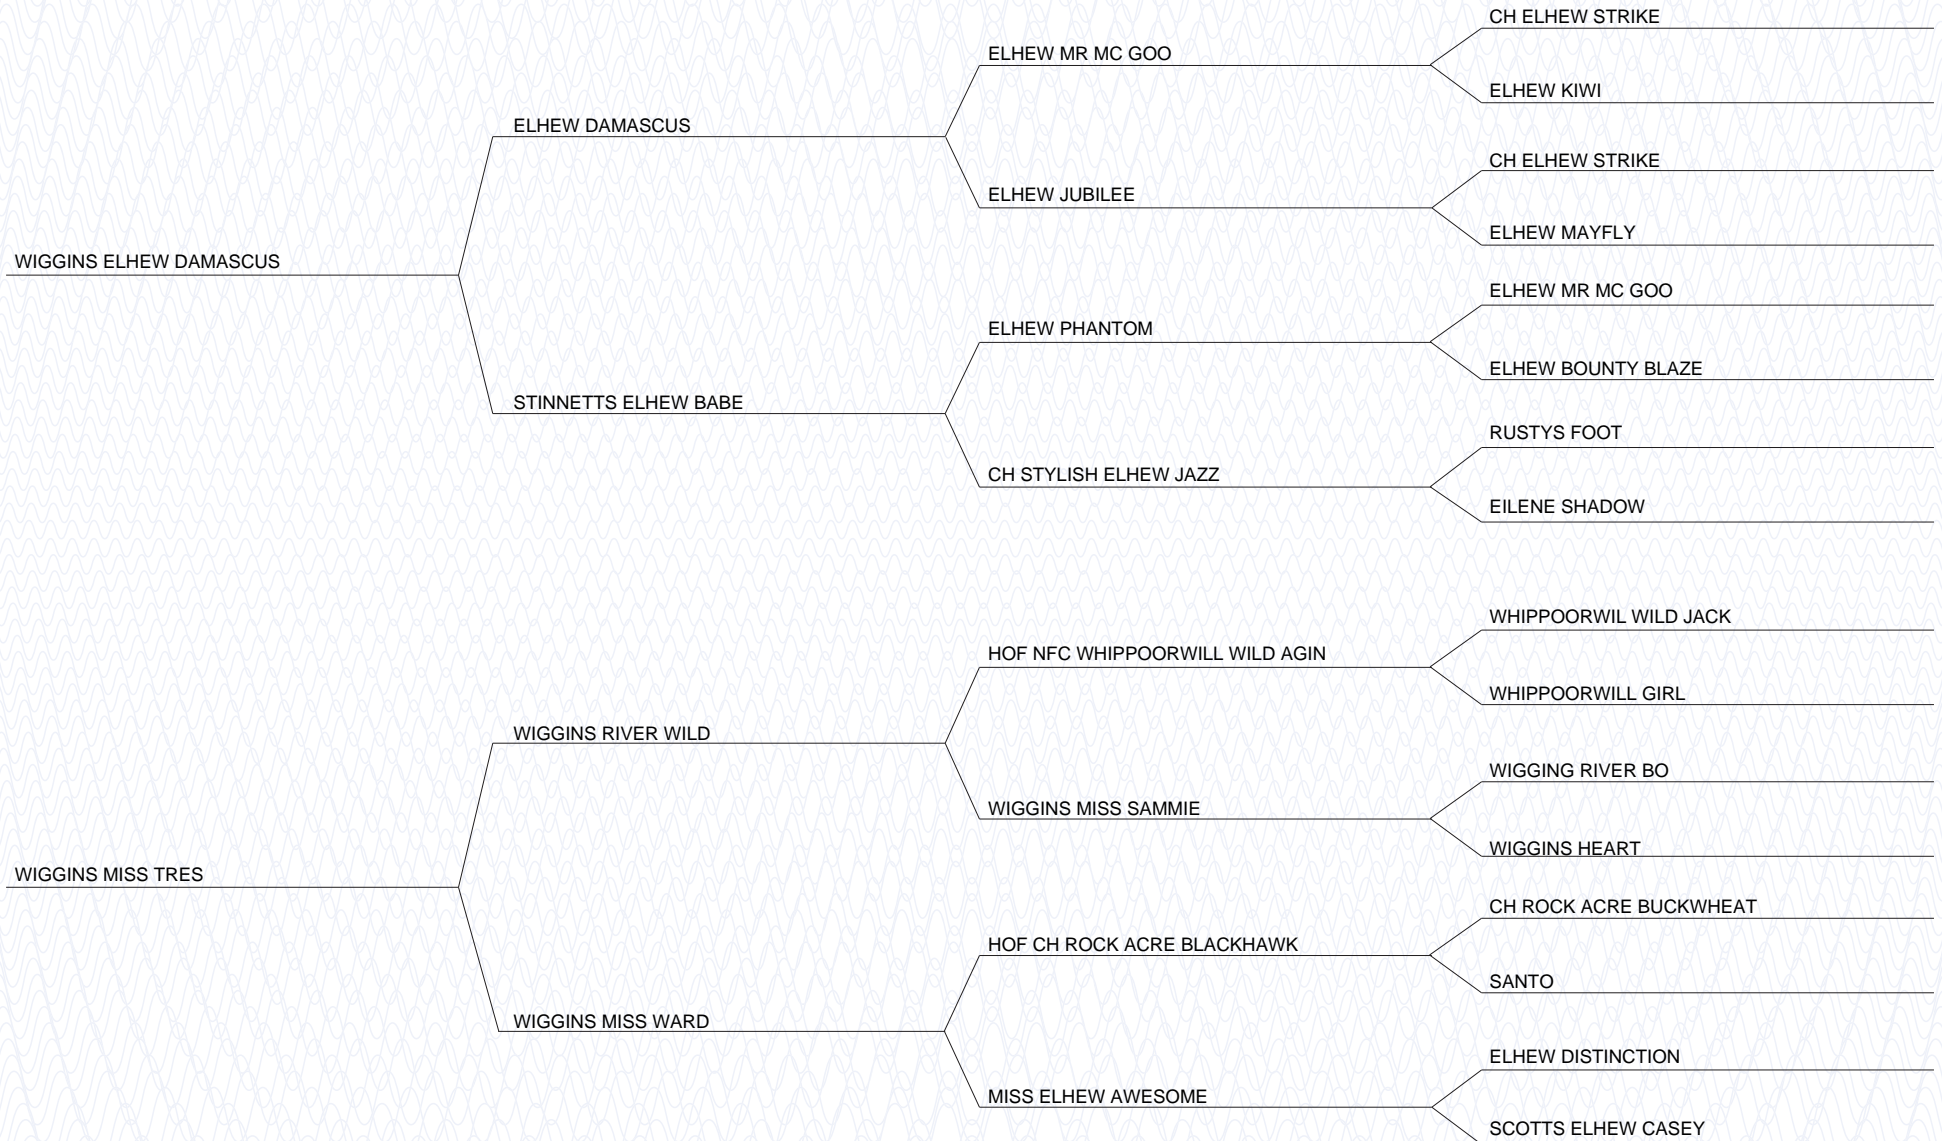 CH ELHEW STRIKE
ELHEW MR MC GOO
ELHEW KIWI
ELHEW DAMASCUS
CH ELHEW STRIKE
ELHEW JUBILEE
ELHEW MAYFLY
WIGGINS ELHEW DAMASCUS
ELHEW MR MC GOO
ELHEW PHANTOM
ELHEW BOUNTY BLAZE
STINNETTS ELHEW BABE
RUSTYS FOOT
CH STYLISH ELHEW JAZZ
EILENE SHADOW
WHIPPOORWIL WILD JACK
HOF NFC WHIPPOORWILL WILD AGIN
WHIPPOORWILL GIRL
WIGGINS RIVER WILD
WIGGING RIVER BO
WIGGINS MISS SAMMIE
WIGGINS HEART
WIGGINS MISS TRES
CH ROCK ACRE BUCKWHEAT
HOF CH ROCK ACRE BLACKHAWK
SANTO
WIGGINS MISS WARD
ELHEW DISTINCTION
MISS ELHEW AWESOME
SCOTTS ELHEW CASEY